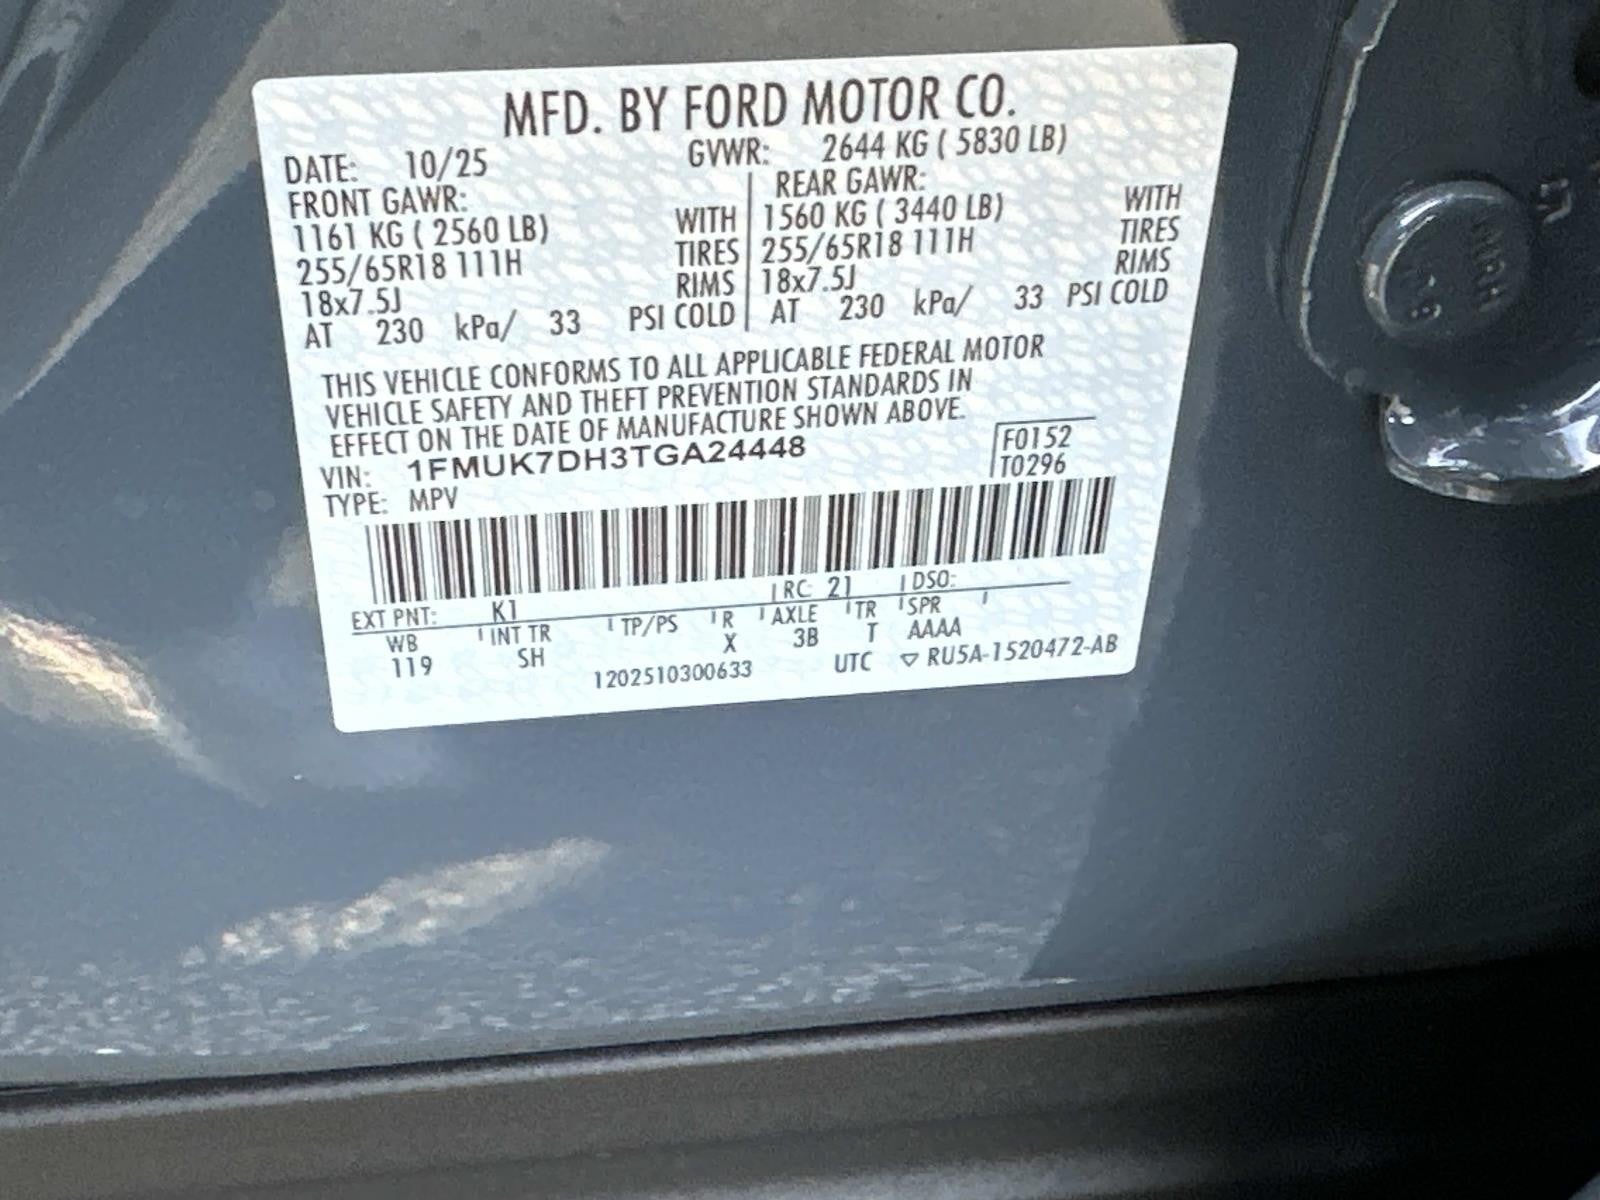 MFD. BY FORD MOTOR CO.
DATE: 10/25 GVWR: 2644 KG ( 5830 LB)
FRONT GAWR: REAR GAWR:
1161 KG ( 2560 LB) WITH 1560 KG ( 3440 LB) WITH
255/65R18 111H TIRES 255/65R18 111H TIRES
18x7.5J RIMS 18x7.5J RIMS
AT 230 kPa/ 33 PSI COLD AT 230 kPa/ 33 PSI COLD
THIS VEHICLE CONFORMS TO ALL APPLICABLE FEDERAL MOTOR
VEHICLE SAFETY AND THEFT PREVENTION STANDARDS IN
EFFECT ON THE DATE OF MANUFACTURE SHOWN ABOVE.
VIN: 1FMUK7DH3TGA24448 F0152
TYPE: MPV T0296
EXT PNT: K1 RC: 21 DSO:
WB INT TR TP/PS R AXLE TR SPR
119 SH X 3B T AAAA
1202510300633 UTC ▽ RU5A-1520472-AB